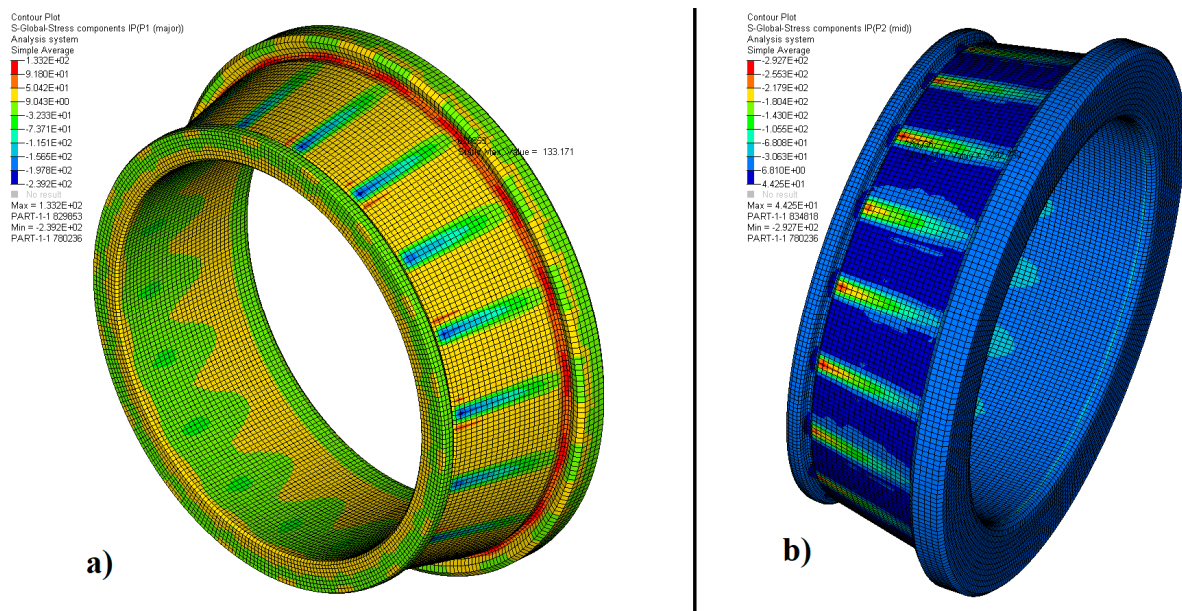 Contour Plot
S-Global-Stress components IP(P1 (major))
Analysis system
Simple Average
1.332E+02
9.180E+01
5.042E+01
9.043E+00
-3.233E+01
-7.371E+01
-1.151E+02
-1.565E+02
-1.978E+02
-2.392E+02
No result
Max = 1.332E+02
PART-1-1 829853
Min = -2.392E+02
PART-1-1 780236
value = 133.171
a)
Contour Plot
S-Global-Stress components IP(P2 (mid))
Analysis system
Simple Average
-2.927E+02
-2.553E+02
-2.179E+02
-1.804E+02
-1.430E+02
-1.055E+02
-6.808E+01
-3.063E+01
6.810E+00
4.425E+01
No result
Max = 4.425E+01
PART-1-1 834818
Min = -2.927E+02
PART-1-1 780236
b)